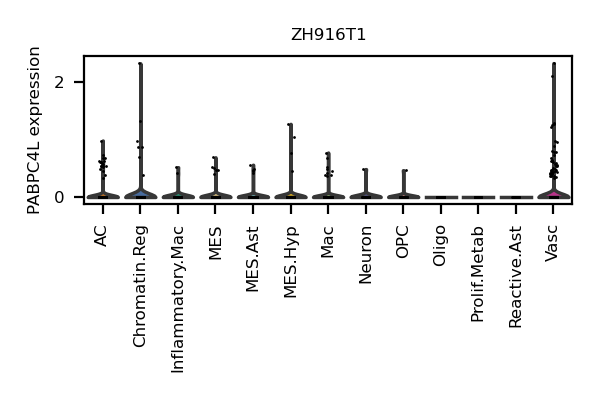 ZH916T1
PABPC4L expression
2
0
AC
Chromatin.Reg
Inflammatory.Mac
MES
MES.Ast
MES.Hyp
Mac
Neuron
OPC
Oligo
Prolif.Metab
Reactive.Ast
Vasc